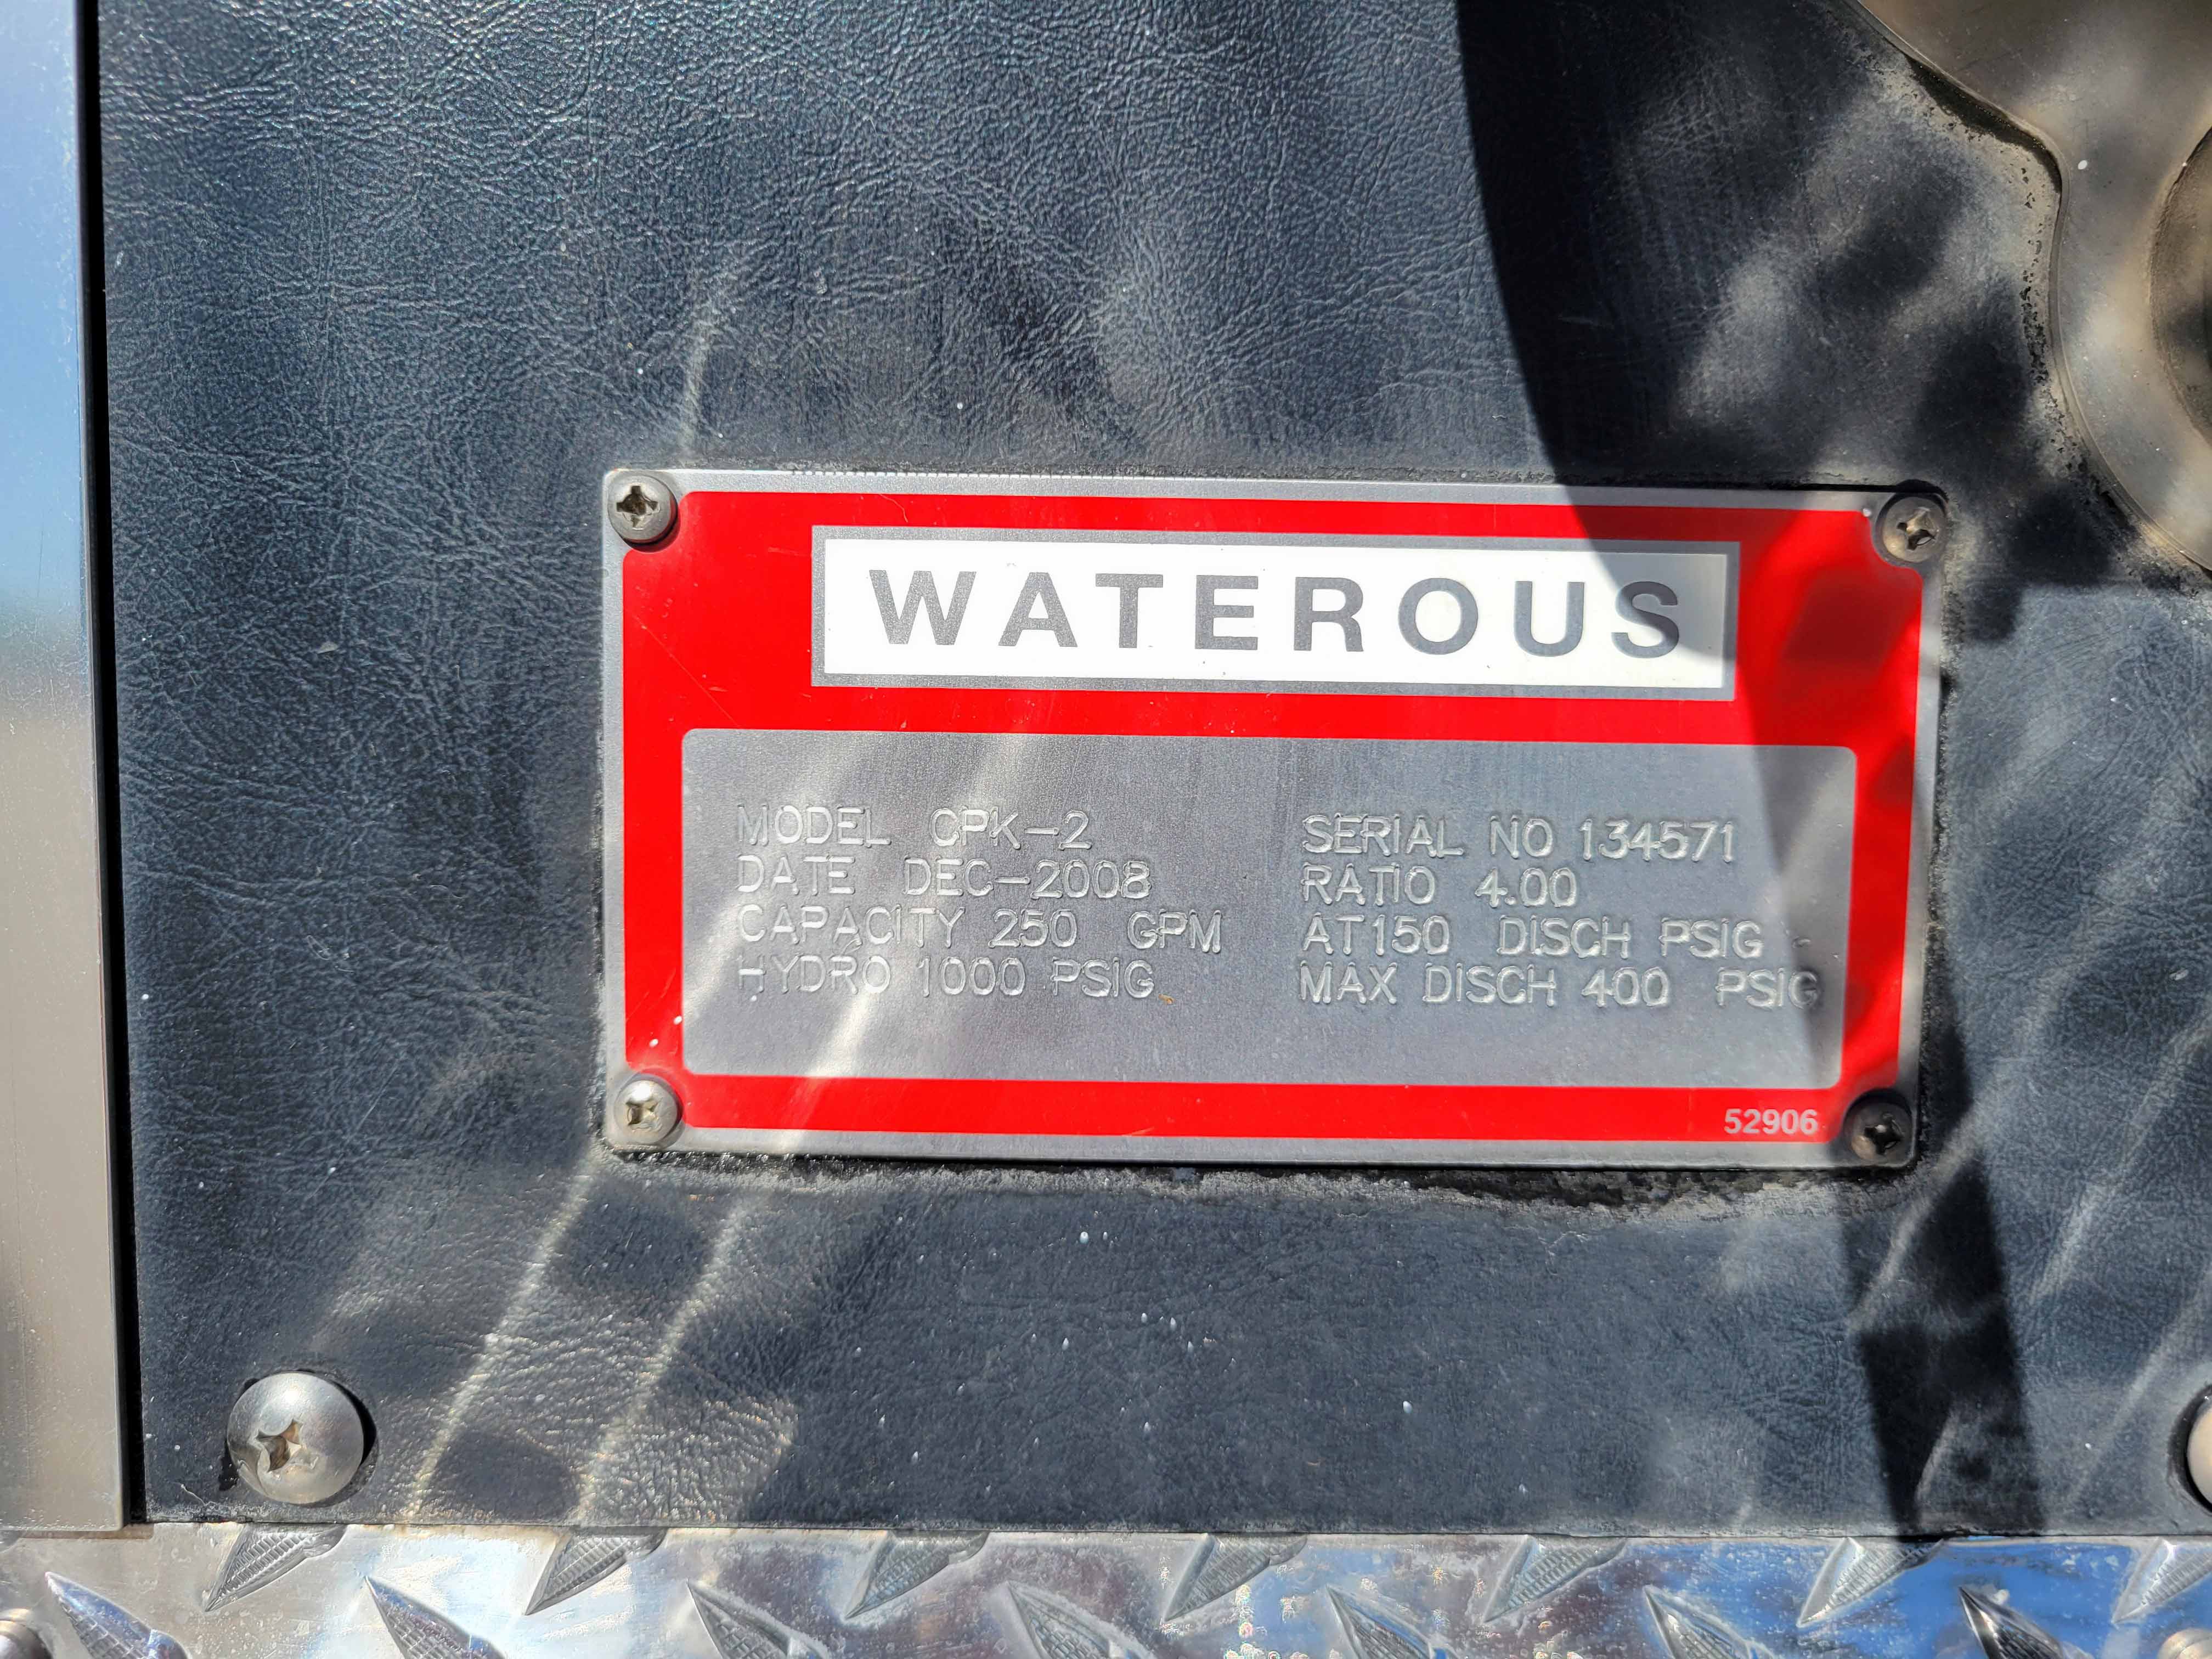 WATEROUS
MODEL CPK-2 SERIAL NO 134571
DATE DEC-2008 RATIO 4.00
CAPACITY 250 GPM AT150 DISCH PSIG
HYDRO 1000 PSIG MAX DISCH 400 PSIG
52906